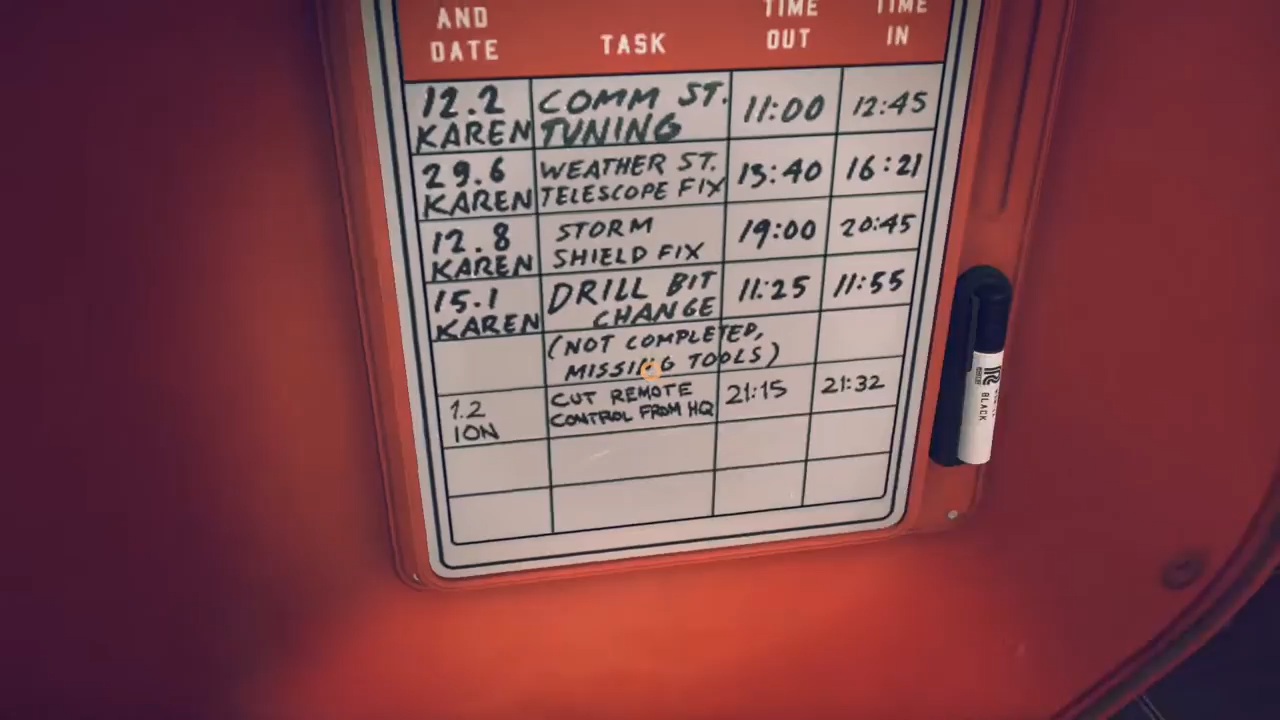 AND DATE
TASK
TIME OUT
TIME IN
12.2 KAREN
COMM ST. TUNING
11:00
12:45
29.6 KAREN
WEATHER ST. TELESCOPE FIX
13:40
16:21
12.8 KAREN
STORM SHIELD FIX
19:00
20:45
15.1 KAREN
DRILL BIT CHANGE
11:25
11:55
(NOT COMPLETED, MISSING TOOLS)
1.2 ION
CUT REMOTE CONTROL FROM HQ
21:15
21:32
BLACK